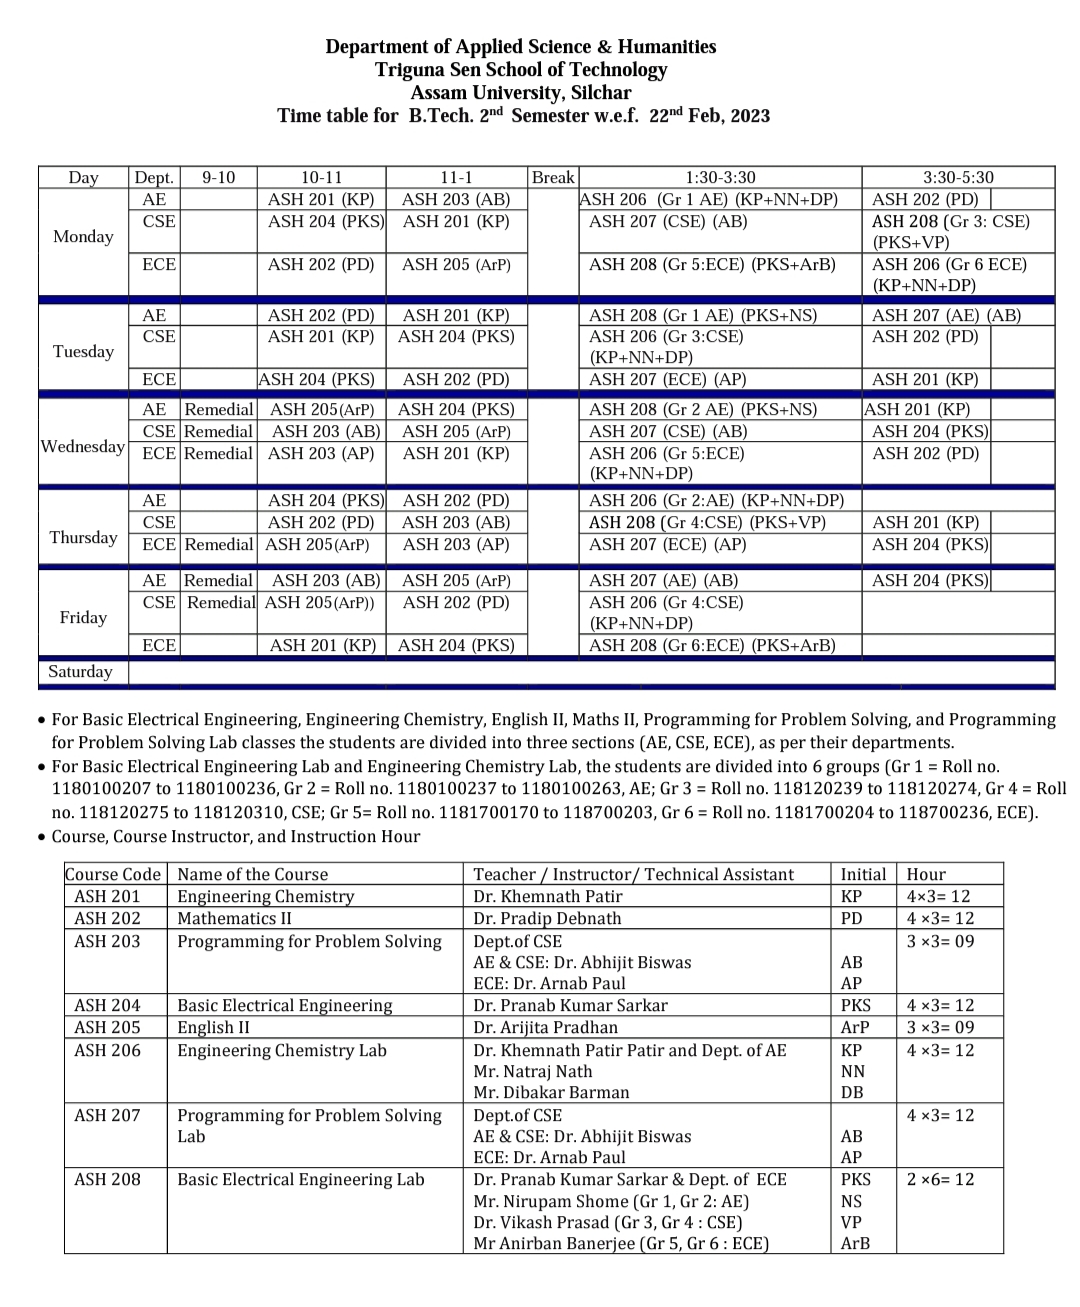 Department of Applied Science & Humanities
Triguna Sen School of Technology
Assam University, Silchar
Time table for B.Tech. 2nd Semester w.e.f. 22nd Feb, 2023
Day Dept. 9-10 10-11 11-1 Break 1:30-3:30 3:30-5:30
Monday
AE ASH 201 (KP) ASH 203 (AB) ASH 206 (Gr 1 AE) (KP+NN+DP) ASH 202 (PD)
CSE ASH 204 (PKS) ASH 201 (KP) ASH 207 (CSE) (AB) ASH 208 (Gr 3: CSE)
(PKS+VP)
ECE ASH 202 (PD) ASH 205 (ArP) ASH 208 (Gr 5:ECE) (PKS+ArB) ASH 206 (Gr 6 ECE)
(KP+NN+DP)
Tuesday
AE ASH 202 (PD) ASH 201 (KP) ASH 208 (Gr 1 AE) (PKS+NS) ASH 207 (AE) (AB)
CSE ASH 201 (KP) ASH 204 (PKS) ASH 206 (Gr 3:CSE) ASH 202 (PD)
(KP+NN+DP)
ECE ASH 204 (PKS) ASH 202 (PD) ASH 207 (ECE) (AP) ASH 201 (KP)
Wednesday
AE Remedial ASH 205(ArP) ASH 204 (PKS) ASH 208 (Gr 2 AE) (PKS+NS) ASH 201 (KP)
CSE Remedial ASH 203 (AB) ASH 205 (ArP) ASH 207 (CSE) (AB) ASH 204 (PKS)
ECE Remedial ASH 203 (AP) ASH 201 (KP) ASH 206 (Gr 5:ECE) ASH 202 (PD)
(KP+NN+DP)
Thursday
AE ASH 204 (PKS) ASH 202 (PD) ASH 206 (Gr 2:AE) (KP+NN+DP)
CSE ASH 202 (PD) ASH 203 (AB) ASH 208 (Gr 4:CSE) (PKS+VP) ASH 201 (KP)
ECE Remedial ASH 205(ArP) ASH 203 (AP) ASH 207 (ECE) (AP) ASH 204 (PKS)
Friday
AE Remedial ASH 203 (AB) ASH 205 (ArP) ASH 207 (AE) (AB) ASH 204 (PKS)
CSE Remedial ASH 205(ArP)) ASH 202 (PD) ASH 206 (Gr 4:CSE)
(KP+NN+DP)
ECE ASH 201 (KP) ASH 204 (PKS) ASH 208 (Gr 6:ECE) (PKS+ArB)
Saturday
• For Basic Electrical Engineering, Engineering Chemistry, English II, Maths II, Programming for Problem Solving, and Programming
for Problem Solving Lab classes the students are divided into three sections (AE, CSE, ECE), as per their departments.
• For Basic Electrical Engineering Lab and Engineering Chemistry Lab, the students are divided into 6 groups (Gr 1 = Roll no.
1180100207 to 1180100236, Gr 2 = Roll no. 1180100237 to 1180100263, AE; Gr 3 = Roll no. 118120239 to 118120274, Gr 4 = Roll
no. 118120275 to 118120310, CSE; Gr 5= Roll no. 1181700170 to 118700203, Gr 6 = Roll no. 1181700204 to 118700236, ECE).
• Course, Course Instructor, and Instruction Hour
Course Code Name of the Course Teacher / Instructor/ Technical Assistant Initial Hour
ASH 201 Engineering Chemistry Dr. Khemnath Patir KP 4×3= 12
ASH 202 Mathematics II Dr. Pradip Debnath PD 4 ×3= 12
ASH 203 Programming for Problem Solving Dept.of CSE 3 ×3= 09
AE & CSE: Dr. Abhijit Biswas AB
ECE: Dr. Arnab Paul AP
ASH 204 Basic Electrical Engineering Dr. Pranab Kumar Sarkar PKS 4 ×3= 12
ASH 205 English II Dr. Arijita Pradhan ArP 3 ×3= 09
ASH 206 Engineering Chemistry Lab Dr. Khemnath Patir Patir and Dept. of AE KP 4 ×3= 12
Mr. Natraj Nath NN
Mr. Dibakar Barman DB
ASH 207 Programming for Problem Solving Dept.of CSE 4 ×3= 12
Lab AE & CSE: Dr. Abhijit Biswas AB
ECE: Dr. Arnab Paul AP
ASH 208 Basic Electrical Engineering Lab Dr. Pranab Kumar Sarkar & Dept. of ECE PKS 2 ×6= 12
Mr. Nirupam Shome (Gr 1, Gr 2: AE) NS
Dr. Vikash Prasad (Gr 3, Gr 4 : CSE) VP
Mr Anirban Banerjee (Gr 5, Gr 6 : ECE) ArB